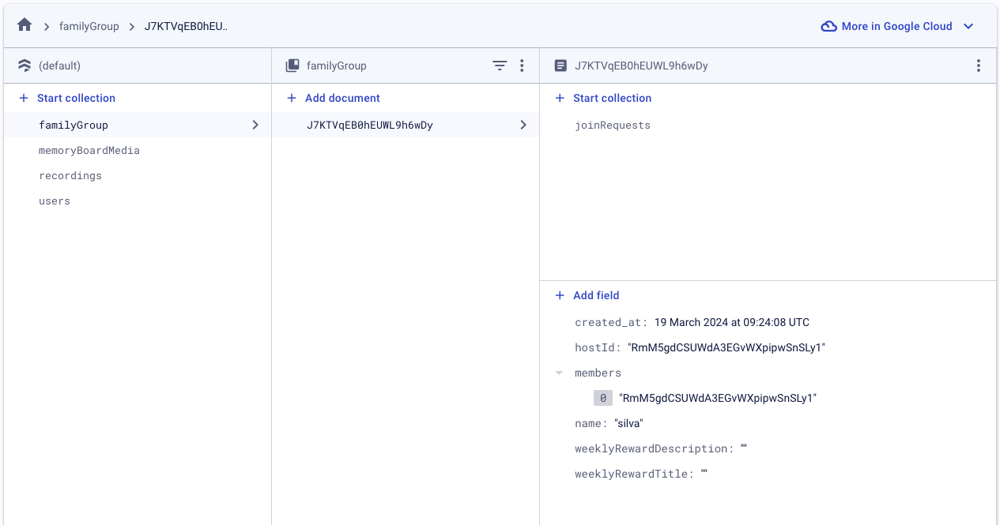 familyGroup
J7KTVqEB0hEU..
More in Google Cloud
(default)
familyGroup
J7KTVqEB0hEUWL9h6wDy
Start collection
Add document
Start collection
familyGroup
J7KTVqEB0hEUWL9h6wDy
joinRequests
memoryBoardMedia
recordings
users
Add field
created_at: 19 March 2024 at 09:24:08 UTC
hostId: "RmM5gdCSUWdA3EGvWXpipwSnSLy1"
members
0 "RmM5gdCSUWdA3EGvWXpipwSnSLy1"
name: "silva"
weeklyRewardDescription: ""
weeklyRewardTitle: ""